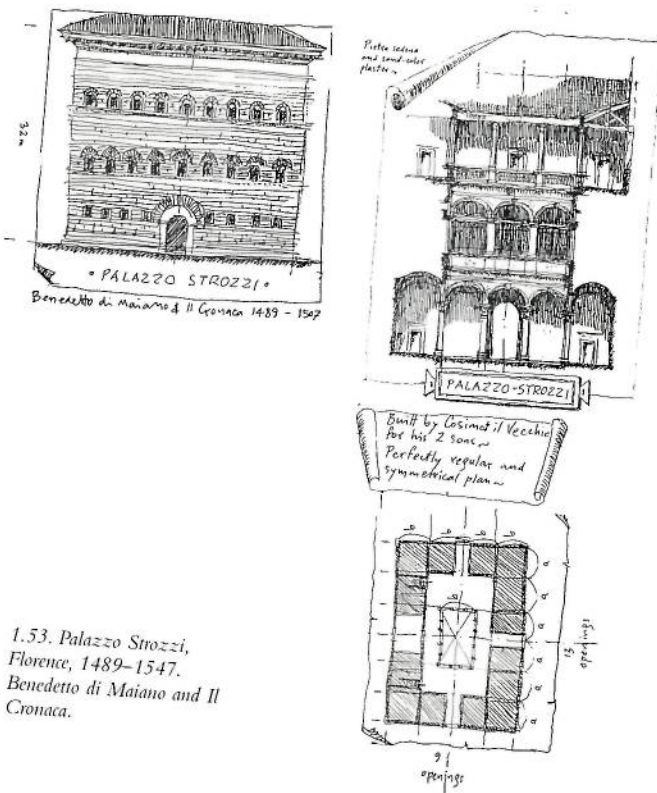 32m
• PALAZZO STROZZI •
Benedetto di Maiano & Il Cronaca 1489 - 1507
Pietra serena
and sand-color
plaster~
PALAZZO-STROZZI
Built by Cosimo il Vecchio
for his 2 sons~
Perfectly regular and
symmetrical plan~
b
b
b
b
b
a
a
a
a
a
a
a
13
openings
9
openings
1.53. Palazzo Strozzi,
Florence, 1489–1547.
Benedetto di Maiano and Il
Cronaca.